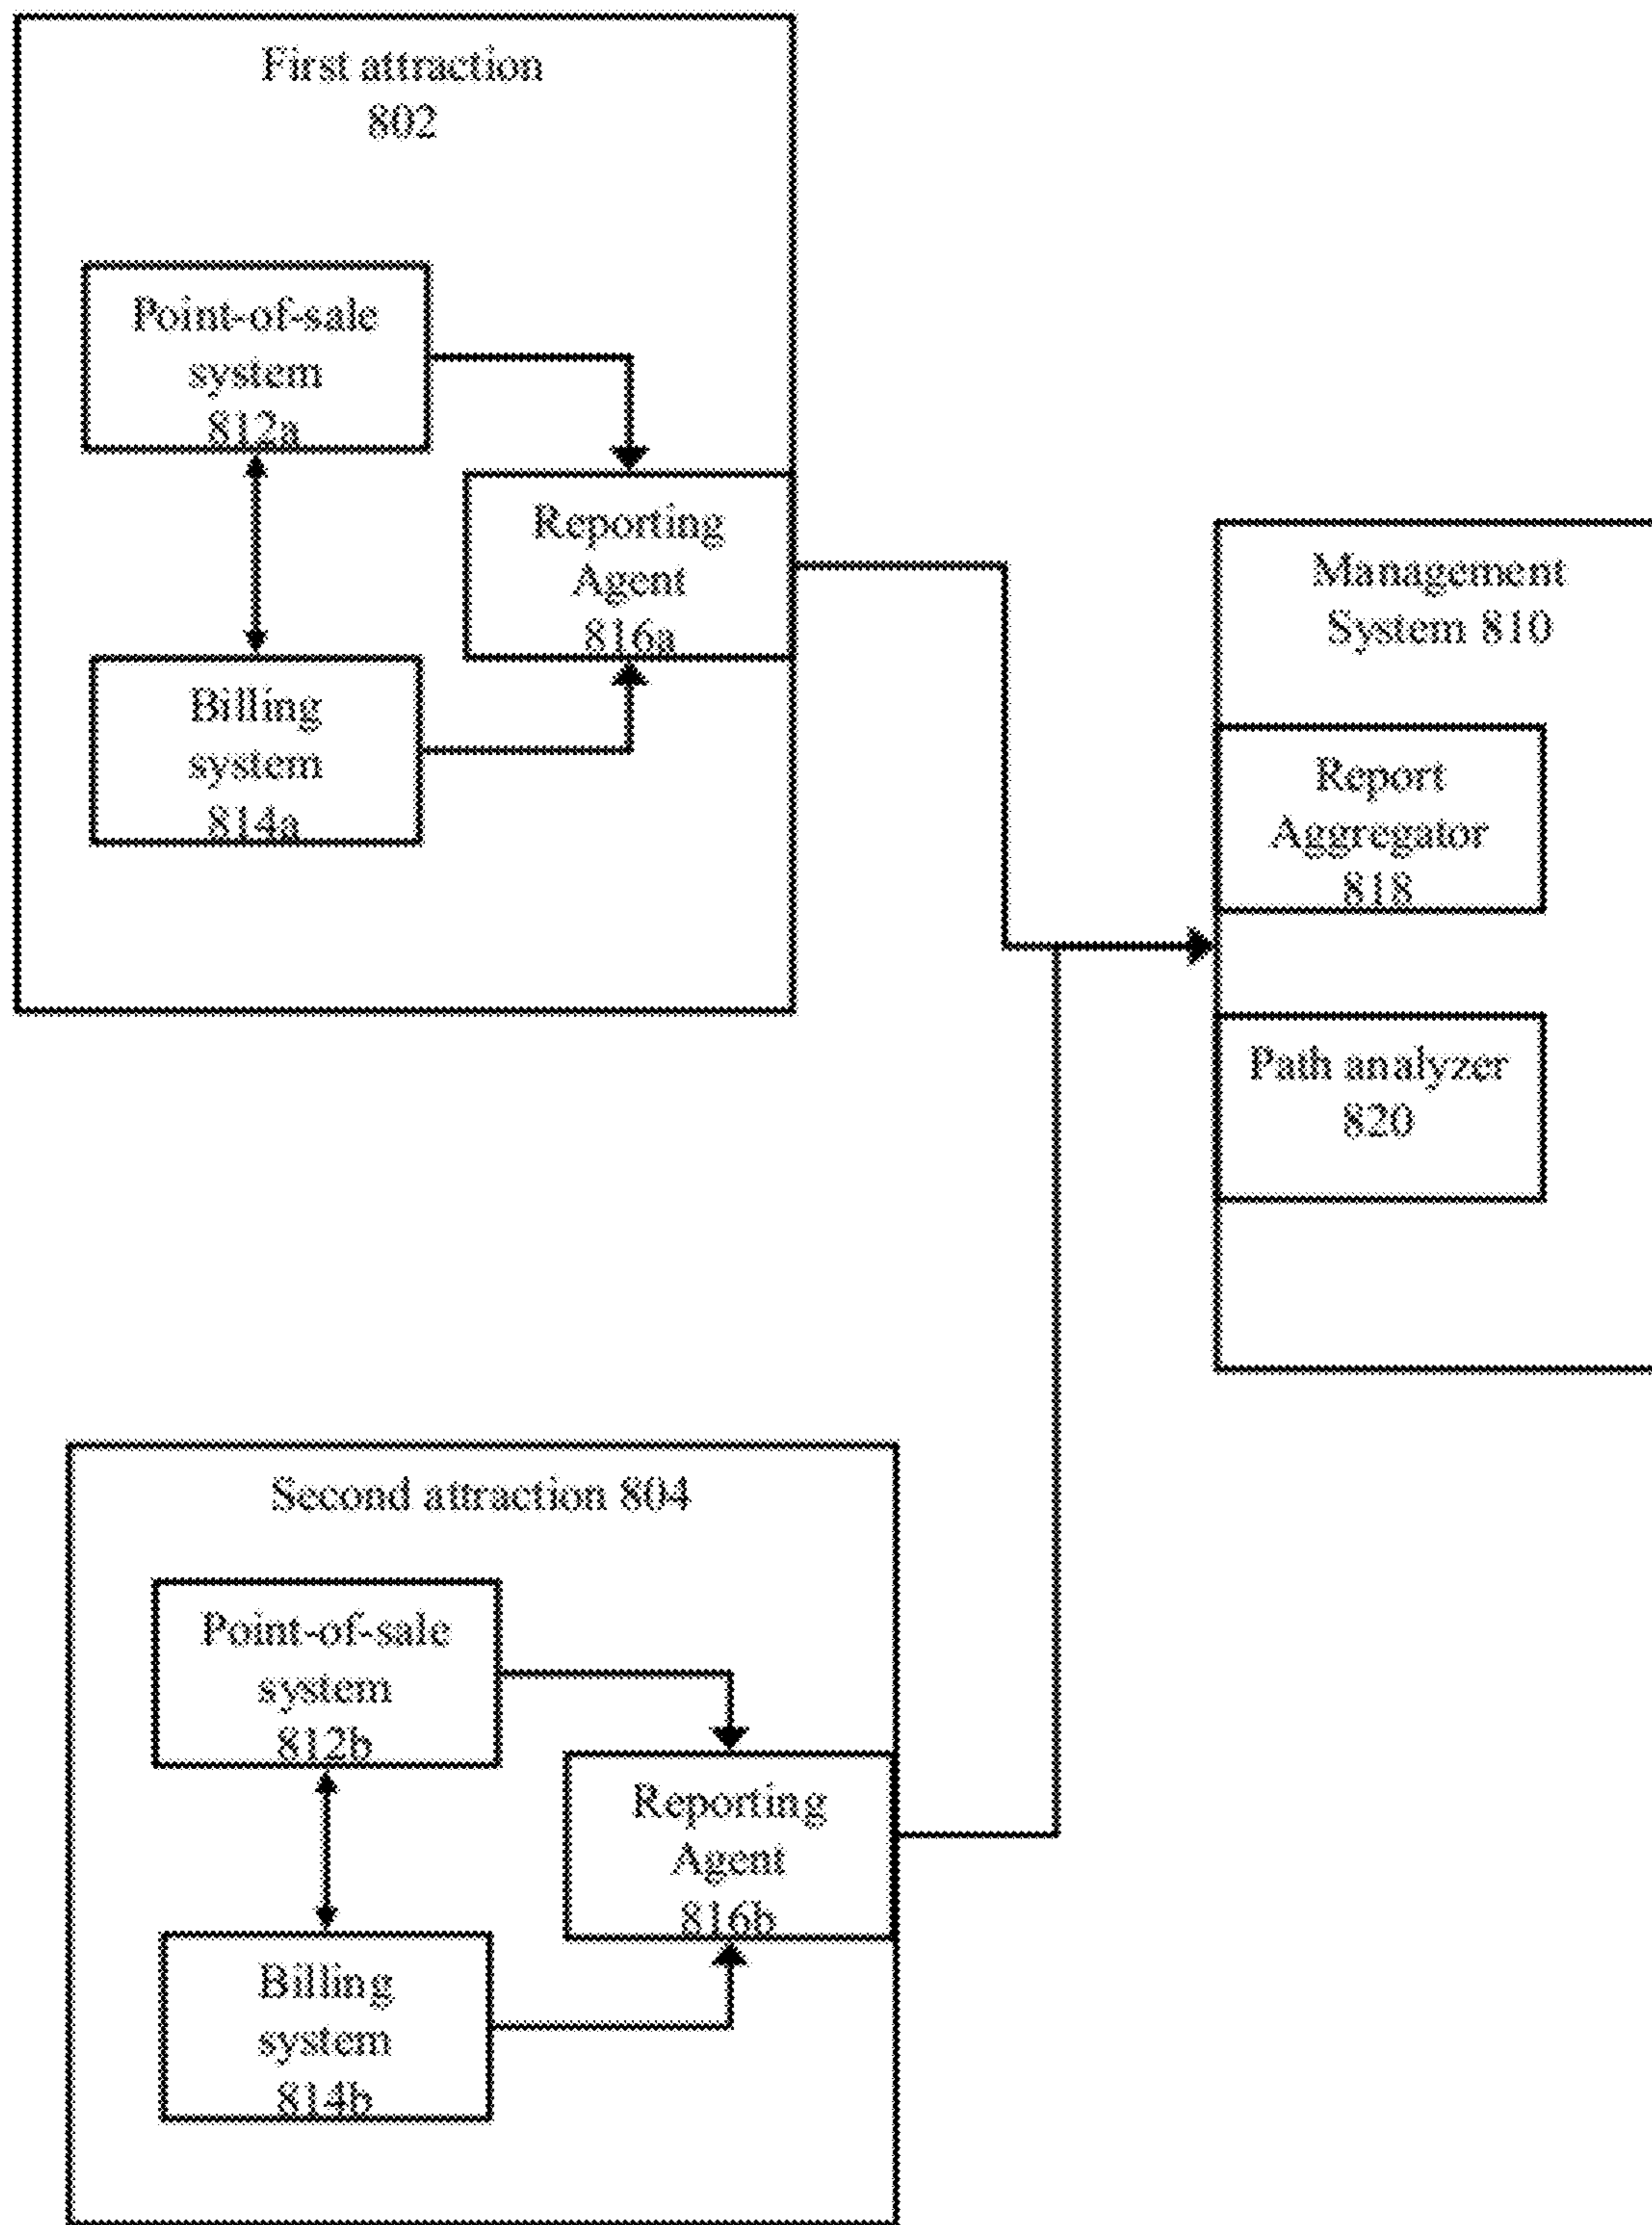 First attraction
802
Point-of-sale
system
812a
Reporting
Agent
816a
Billing
system
814a
Management
System 810
Report
Aggregator
818
Path analyzer
820
Second attraction 804
Point-of-sale
system
812b
Reporting
Agent
816b
Billing
system
814b